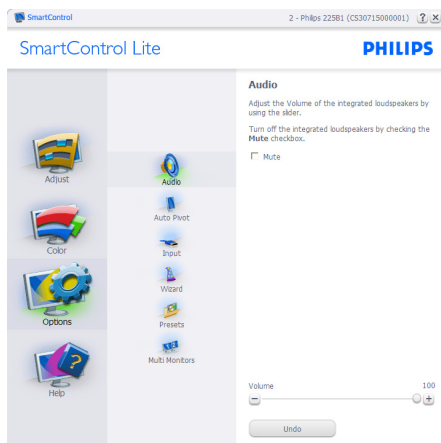 SmartControl
2 - Philips 225B1 (CS30715000001)
SmartControl Lite
PHILIPS
Adjust
Color
Options
Help
Audio
Auto Pivot
Input
Wizard
Presets
Multi Monitors
Audio
Adjust the Volume of the integrated loudspeakers by
using the slider.
Turn off the integrated loudspeakers by checking the
Mute checkbox.
Mute
Volume
100
Undo